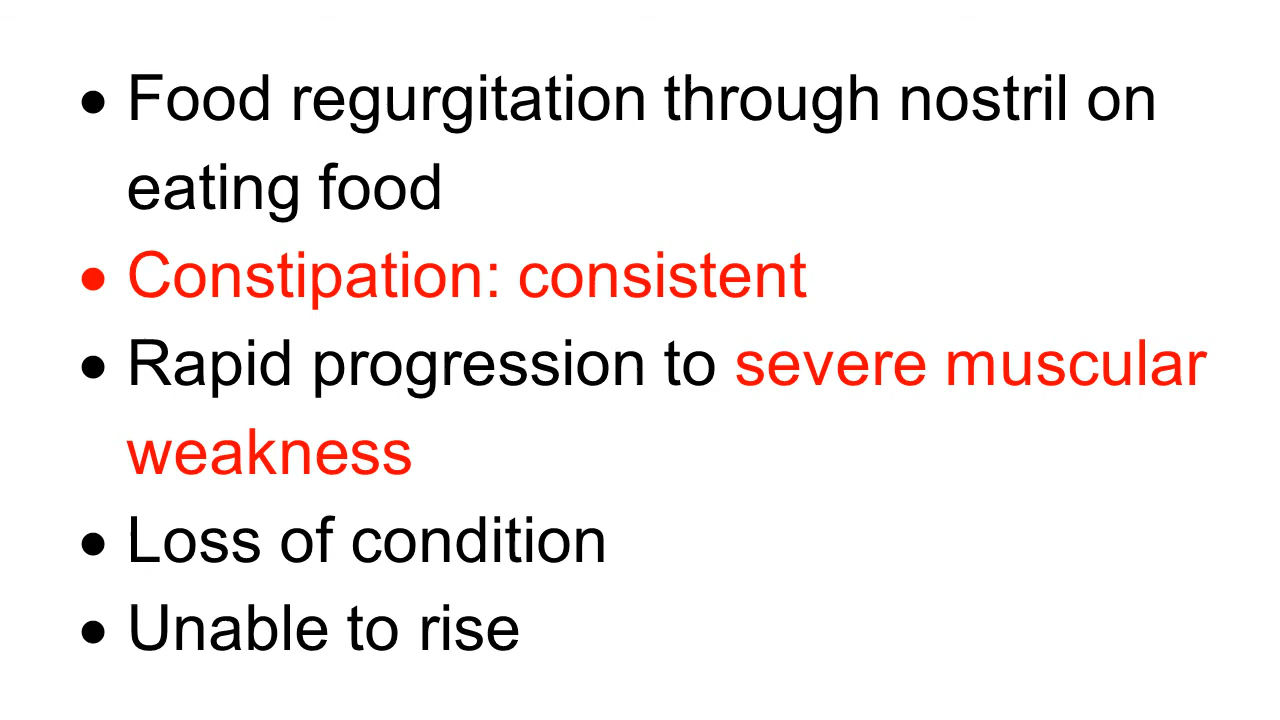 • Food regurgitation through nostril on
eating food
• Constipation: consistent
• Rapid progression to severe muscular
weakness
• Loss of condition
• Unable to rise